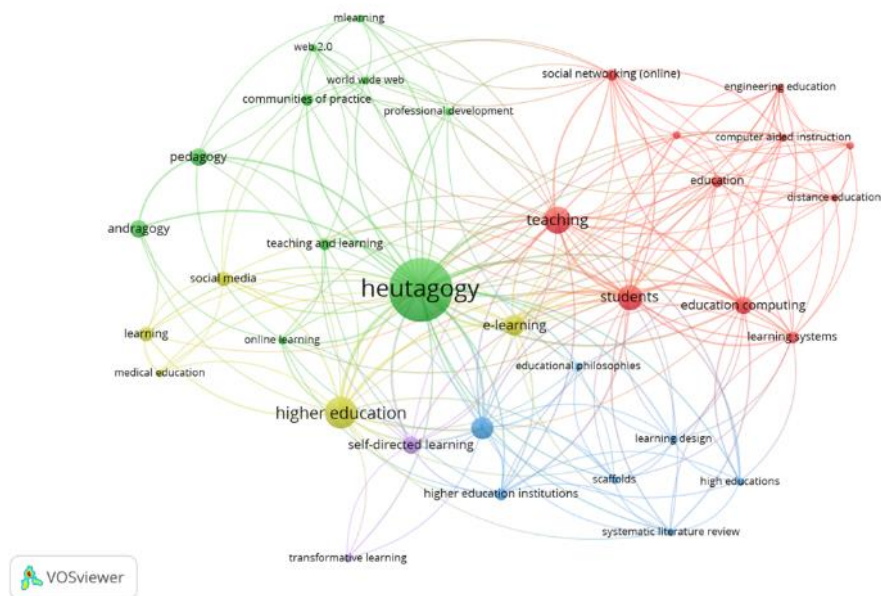 mlearning
web 2.0
social networking (online)
world wide web
engineering education
communities of practice
professional development
computer aided instruction
pedagogy
education
distance education
teaching
andragogy
teaching and learning
social media
heutagogy
students
education computing
e-learning
learning
online learning
learning systems
educational philosophies
medical education
higher education
learning design
self-directed learning
scaffolds
high educations
higher education institutions
systematic literature review
transformative learning
VOSviewer